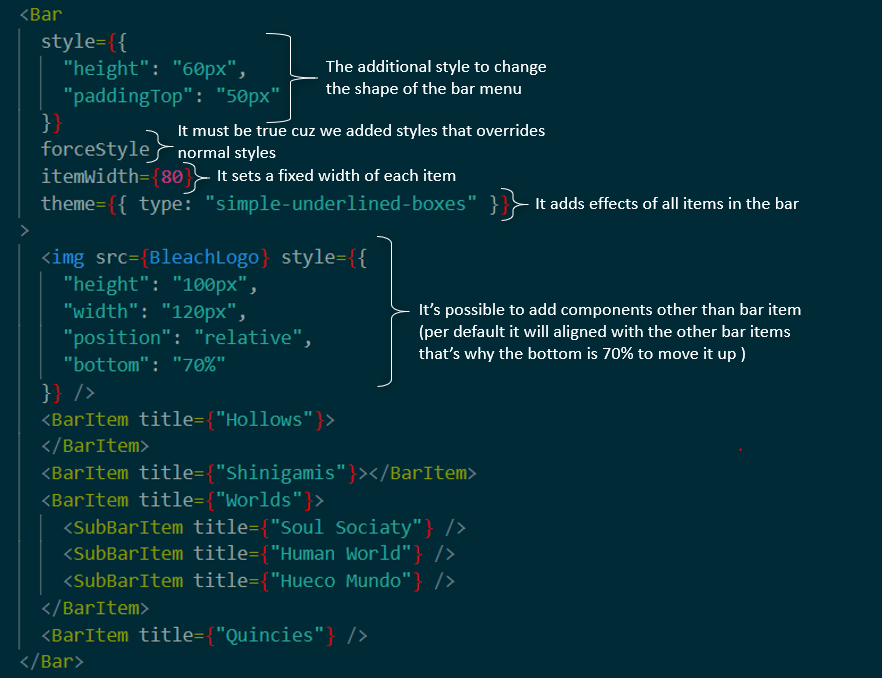 <Bar
style={{
"height": "60px",
"paddingTop": "50px"
}}
The additional style to change
the shape of the bar menu
forceStyle
It must be true cuz we added styles that overrides
normal styles
itemWidth={80}
It sets a fixed width of each item
theme={{ type: "simple-underlined-boxes" }}
It adds effects of all items in the bar
>
<img src={BleachLogo} style={{
"height": "100px",
"width": "120px",
"position": "relative",
"bottom": "70%"
}} />
It's possible to add components other than bar item
(per default it will aligned with the other bar items
that's why the bottom is 70% to move it up )
<BarItem title={"Hollows"}>
</BarItem>
<BarItem title={"Shinigamis"}></BarItem>
<BarItem title={"Worlds"}>
<SubBarItem title={"Soul Sociaty"} />
<SubBarItem title={"Human World"} />
<SubBarItem title={"Hueco Mundo"} />
</BarItem>
<BarItem title={"Quincies"} />
</Bar>